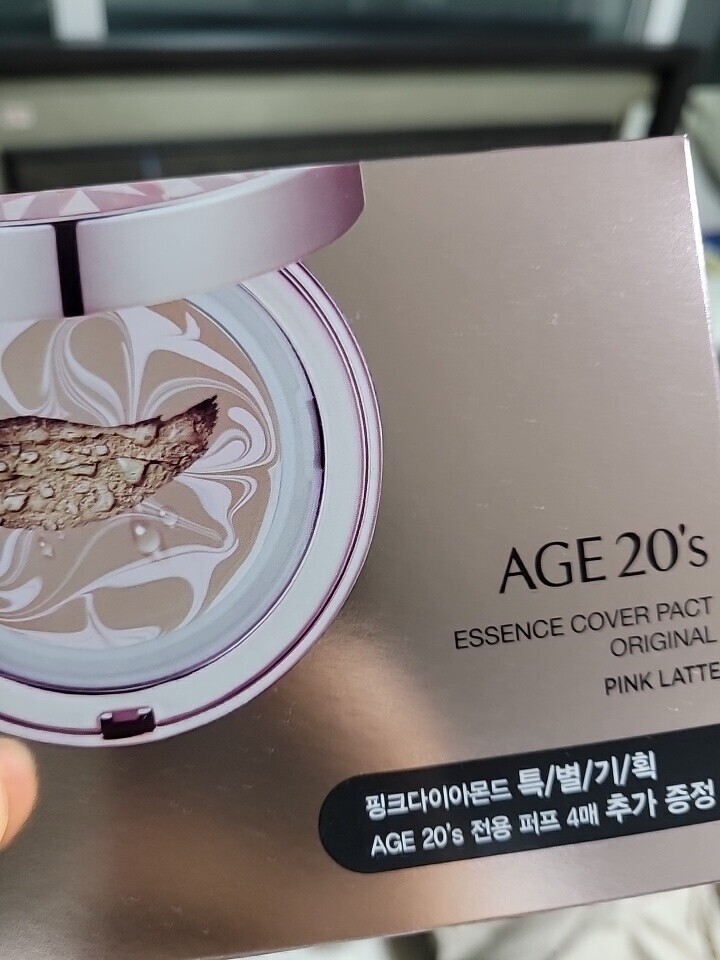 AGE 20's
ESSENCE COVER PACT
ORIGINAL
PINK LATTE
핑크다이아몬드 특/별/기/획
AGE 20's 전용 퍼프 4매 추가 증정